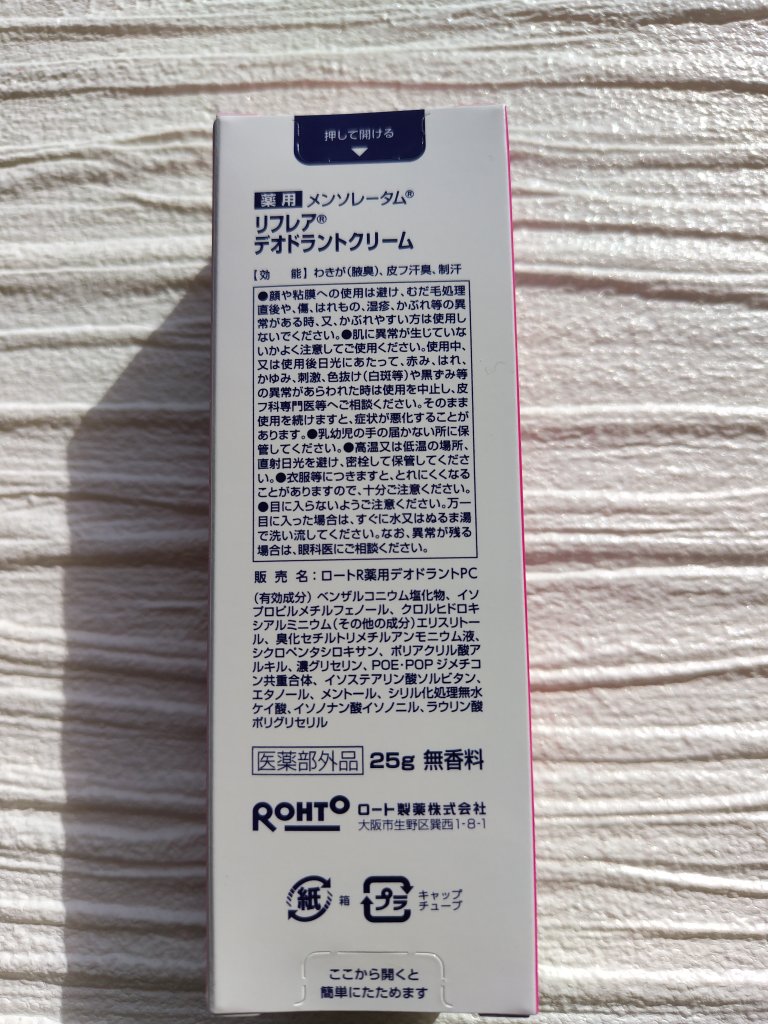 押して開ける
薬用 メンソレータム®
リフレア®
デオドラントクリーム
【効 能】わきが(腋臭)、皮フ汗臭、制汗
●顔や粘膜への使用は避け、むだ毛処理
直後や、傷、はれもの、湿疹、かぶれ等の異
常がある時、又、かぶれやすい方は使用し
ないでください。●肌に異常が生じていな
いかよく注意してご使用ください。使用中、
又は使用後日光にあたって、赤み、はれ、
かゆみ、刺激、色抜け(白斑等)や黒ずみ等
の異常があらわれた時は使用を中止し、皮
フ科専門医等へご相談ください。そのまま
使用を続けますと、症状が悪化することが
あります。●乳幼児の手の届かない所に保
管してください。●高温又は低温の場所、
直射日光を避け、密栓して保管してくださ
い。●衣服等につきますと、とれにくくなる
ことがありますので、十分ご注意ください。
●目に入らないようご注意ください。万一
目に入った場合は、すぐに水又はぬるま湯
で洗い流してください。なお、異常が残る
場合は、眼科医にご相談ください。
販 売 名：ロートR薬用デオドラントPC
(有効成分)ベンザルコニウム塩化物、イソ
プロピルメチルフェノール、クロルヒドロキ
シアルミニウム(その他の成分)エリスリトー
ル、臭化セチルトリメチルアンモニウム液、
シクロペンタシロキサン、ポリアクリル酸ア
ルキル、濃グリセリン、POE・POPジメチコ
ン共重合体、イソステアリン酸ソルビタン、
エタノール、メントール、シリル化処理無水
ケイ酸、イソノナン酸イソノニル、ラウリン酸
ポリグリセリル
医薬部外品 25g 無香料
ROHTO ロート製薬株式会社
大阪市生野区巽西1-8-1
紙 箱 プラ キャップ
チューブ
ここから開くと
簡単にたためます